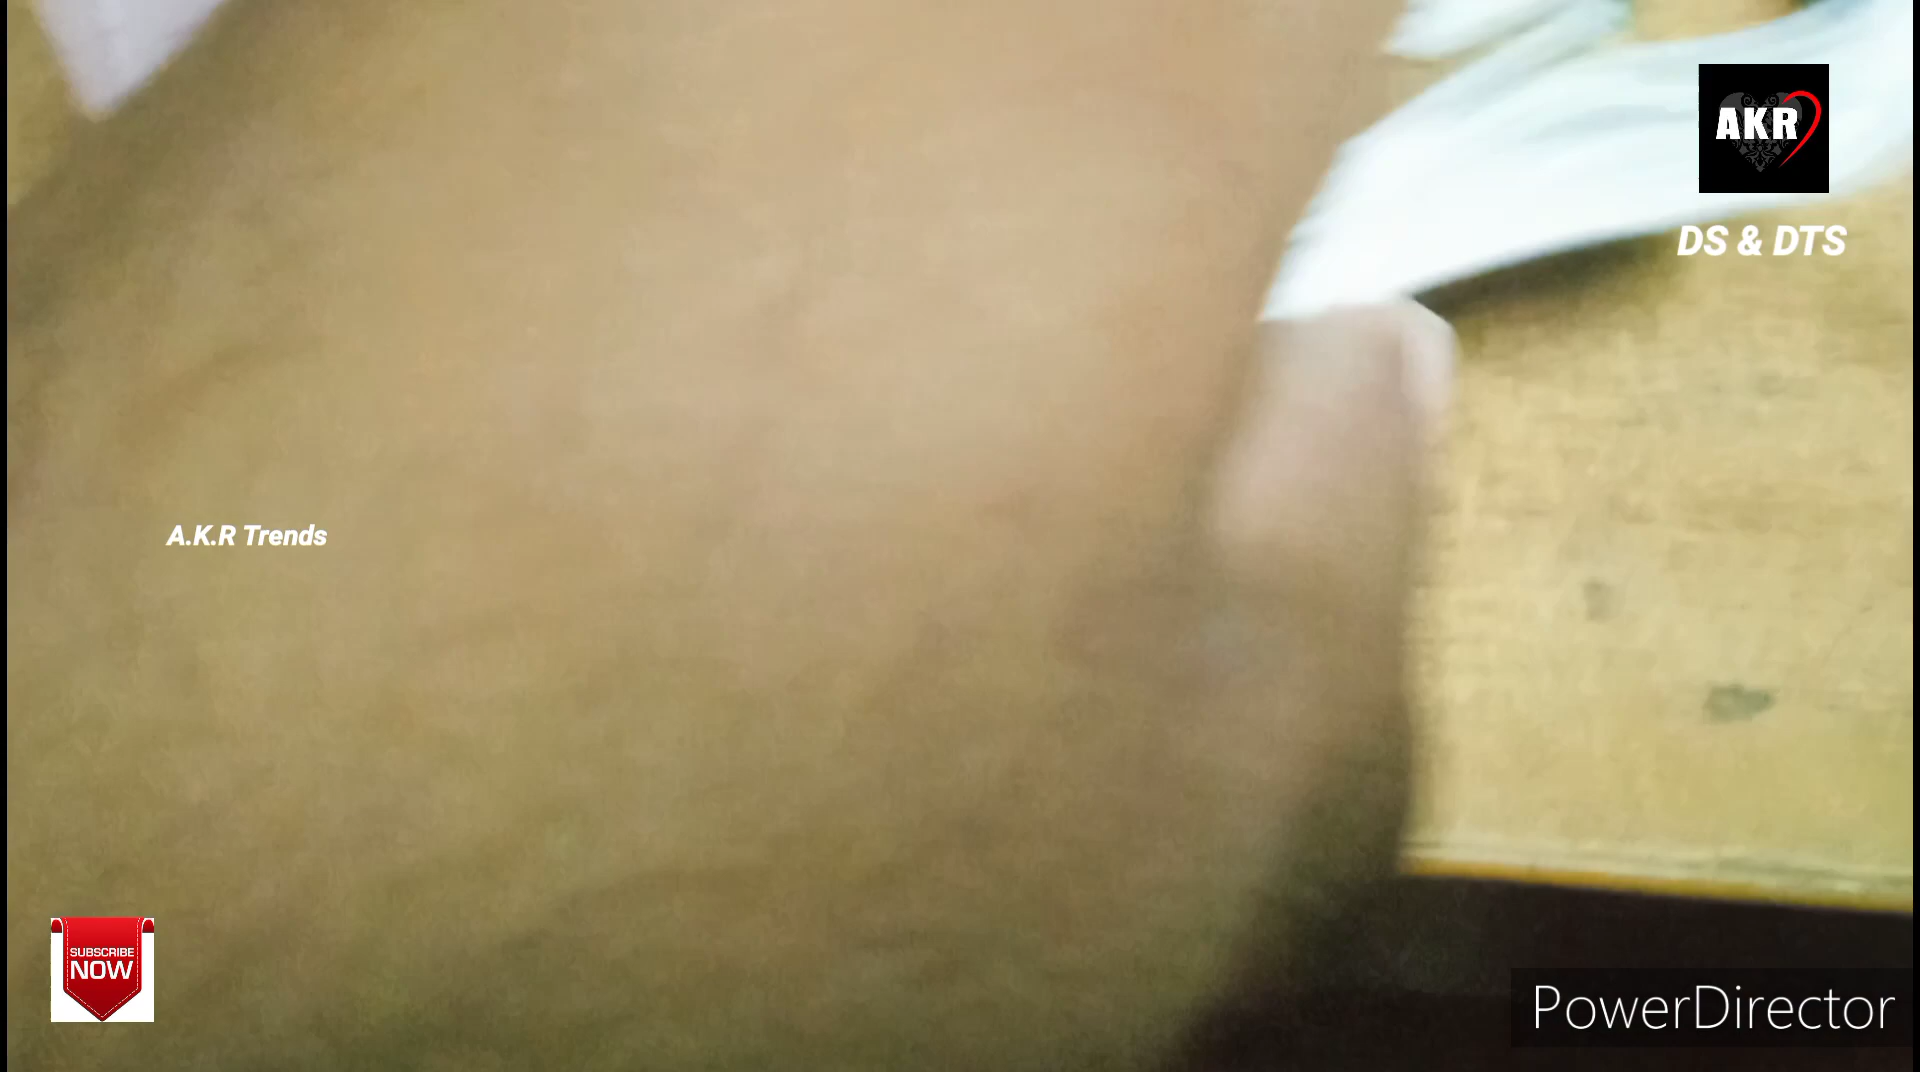 AKR
DS & DTS
A.K.R Trends
SUBSCRIBE
NOW
PowerDirector